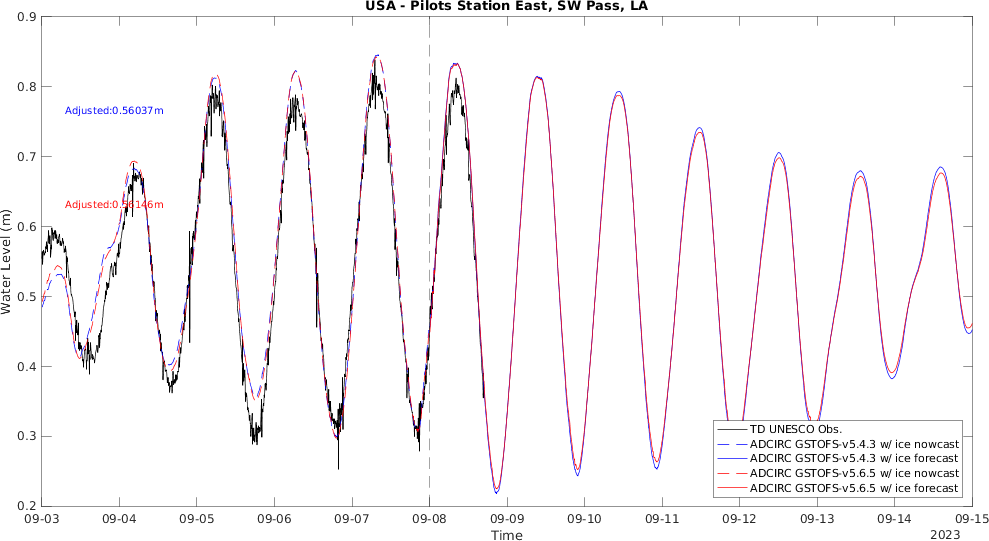 USA - Pilots Station East, SW Pass, LA
0.9
0.8
0.7
0.6
0.5
0.4
0.3
0.2
Water Level (m)
Adjusted:0.56037m
Adjusted:0.56146m
TD UNESCO Obs.
ADCIRC GSTOFS-v5.4.3 w/ ice nowcast
ADCIRC GSTOFS-v5.4.3 w/ ice forecast
ADCIRC GSTOFS-v5.6.5 w/ ice nowcast
ADCIRC GSTOFS-v5.6.5 w/ ice forecast
09-03 09-04 09-05 09-06 09-07 09-08 09-09 09-10 09-11 09-12 09-13 09-14 09-15
Time
2023